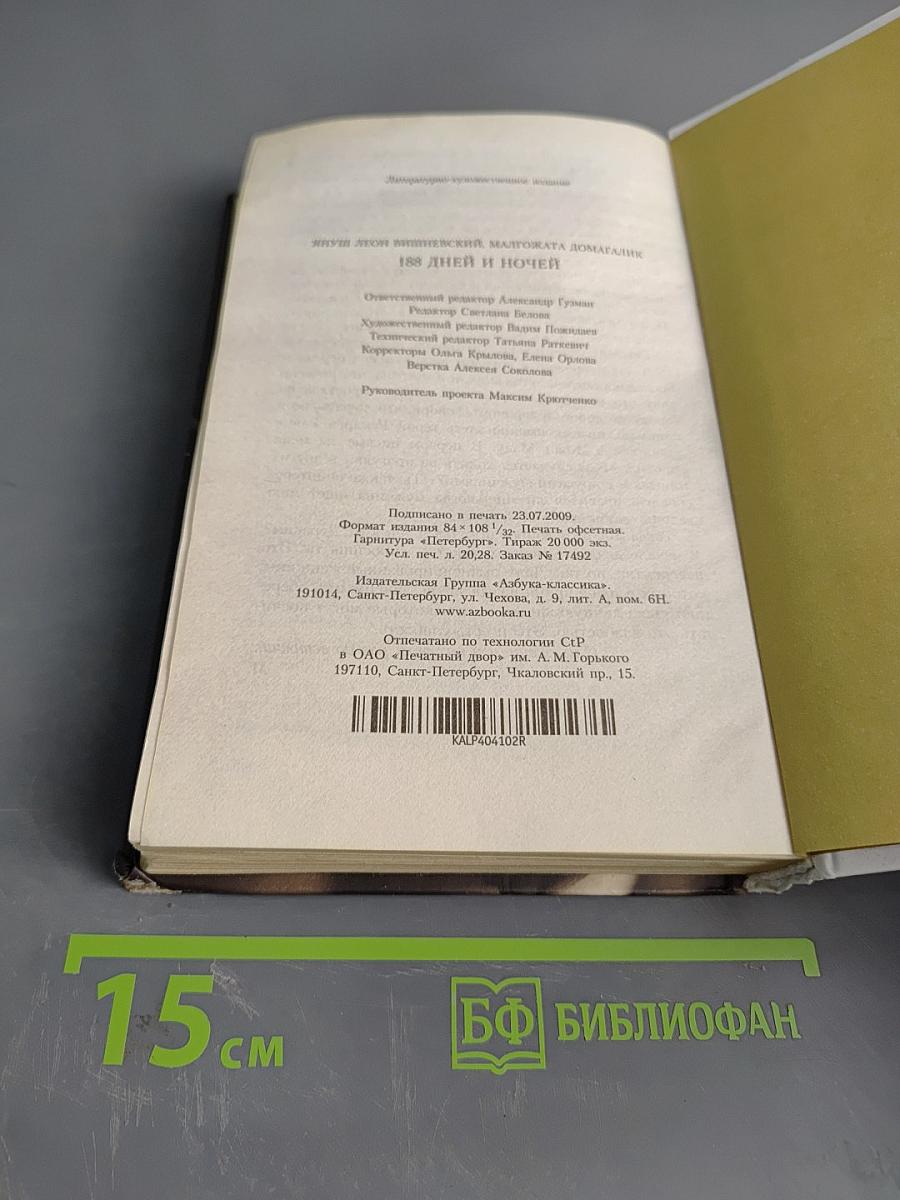 Литературно-художественное издание
ЯНУШ ЛЕОН ВИШНЕВСКИЙ, МАЛГОЖАТА ДОМАГАЛИК
188 ДНЕЙ И НОЧЕЙ
Ответственный редактор Александр Гузман
Редактор Светлана Белова
Художественный редактор Вадим Пожидаев
Технический редактор Татьяна Раткевич
Корректоры Ольга Крылова, Елена Орлова
Верстка Алексея Соколова
Руководитель проекта Максим Крютченко
Подписано в печать 23.07.2009.
Формат издания 84 × 108 1/32. Печать офсетная.
Гарнитура «Петербург». Тираж 20 000 экз.
Усл. печ. л. 20,28. Заказ № 17492
Издательская Группа «Азбука-классика».
191014, Санкт-Петербург, ул. Чехова, д. 9, лит. А, пом. 6Н.
www.azbooka.ru
Отпечатано по технологии CtP
в ОАО «Печатный двор» им. А. М. Горького
197110, Санкт-Петербург, Чкаловский пр., 15.
KALP404102R
15 см
БФ БИБЛИОФАН